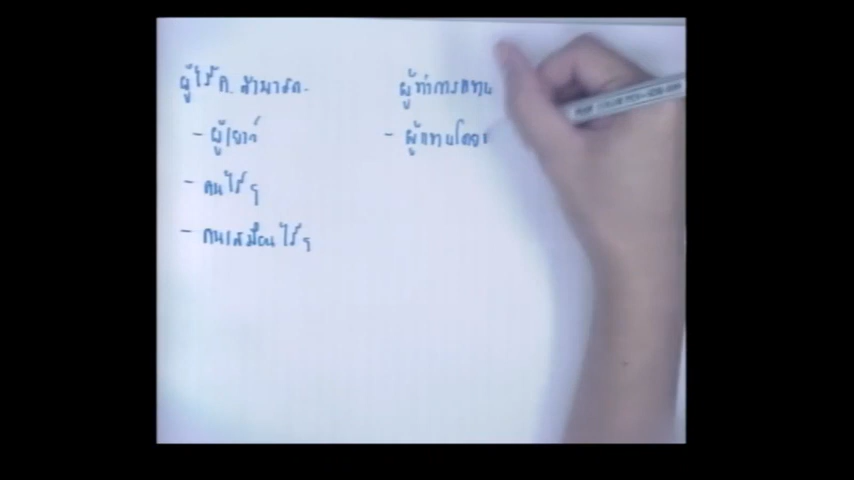 ผู้ไร้ค. สามารถ
- ผู้เยาว์
- คนไร้ๆ
- คนเสมือนไร้ๆ
ผู้ทำการแทน
- ผู้แทนโดย